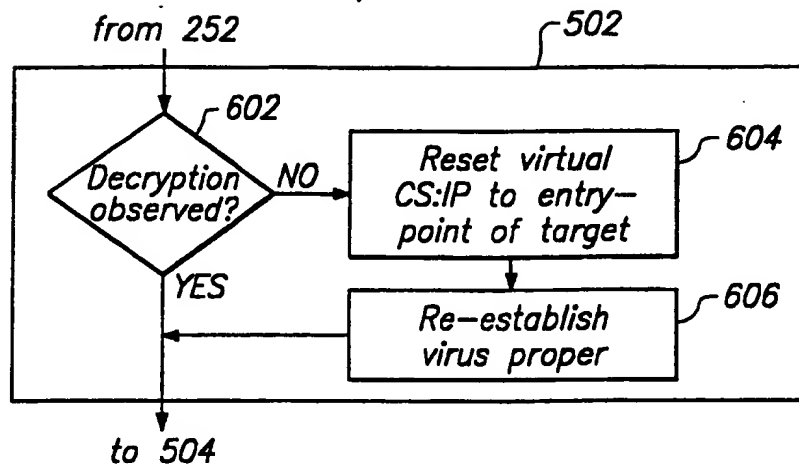 from 252
502
602
Decryption
observed?
NO
604
Reset virtual
CS:IP to entry–
point of target
YES
606
Re–establish
virus proper
to 504